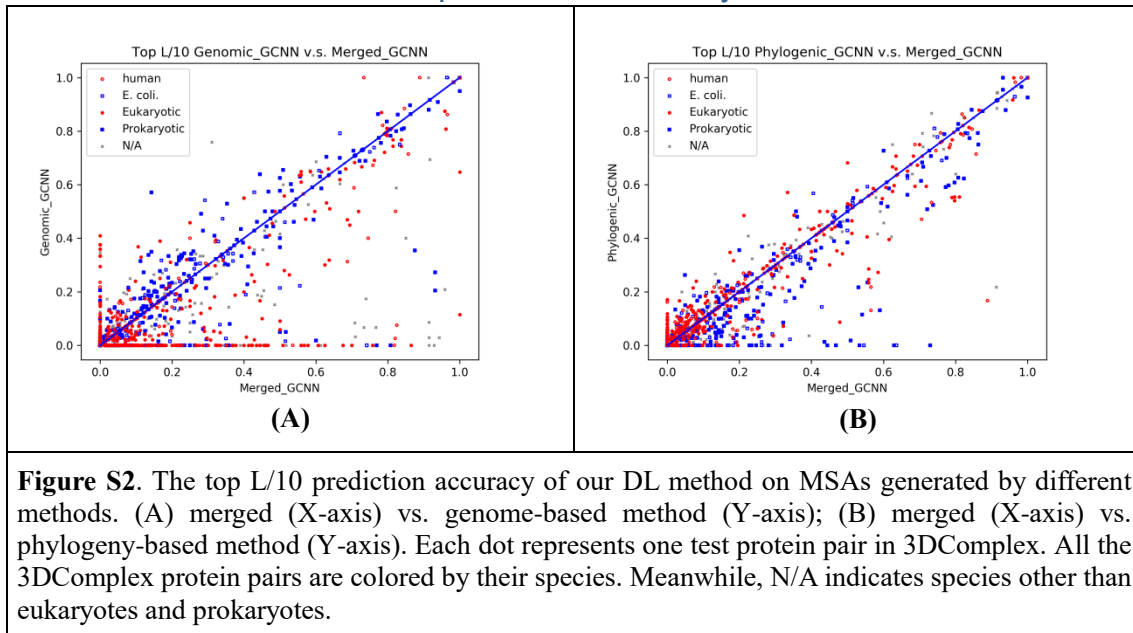 Top L/10 Genomic_GCNN v.s. Merged_GCNN
human
E. coli.
Eukaryotic
Prokaryotic
N/A
1.0
0.8
0.6
0.4
0.2
0.0
Genomic_GCNN
0.0 0.2 0.4 0.6 0.8 1.0
Merged_GCNN
(A)
Top L/10 Phylogenic_GCNN v.s. Merged_GCNN
human
E. coli.
Eukaryotic
Prokaryotic
N/A
1.0
0.8
0.6
0.4
0.2
0.0
Phylogenic_GCNN
0.0 0.2 0.4 0.6 0.8 1.0
Merged_GCNN
(B)
Figure S2. The top L/10 prediction accuracy of our DL method on MSAs generated by different
methods. (A) merged (X-axis) vs. genome-based method (Y-axis); (B) merged (X-axis) vs.
phylogeny-based method (Y-axis). Each dot represents one test protein pair in 3DComplex. All the
3DComplex protein pairs are colored by their species. Meanwhile, N/A indicates species other than
eukaryotes and prokaryotes.